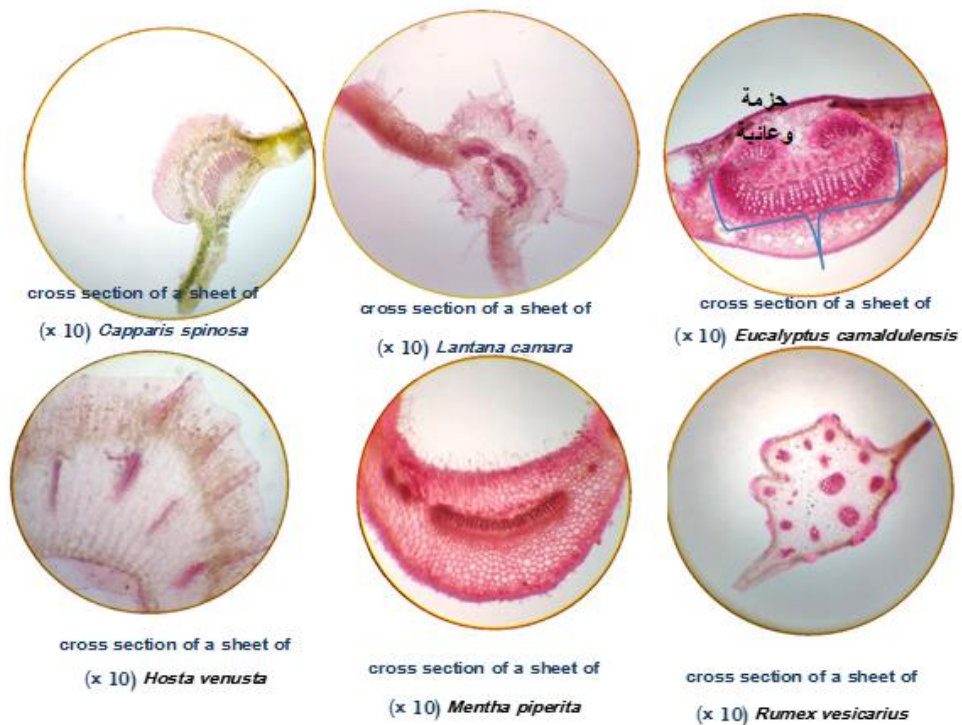 حزمة
وعائية
cross section of a sheet of
(x 10) Capparis spinosa
cross section of a sheet of
(x 10) Lantana camara
cross section of a sheet of
(x 10) Eucalyptus camaldulensis
cross section of a sheet of
(x 10) Hosta venusta
cross section of a sheet of
(x 10) Mentha piperita
cross section of a sheet of
(x 10) Rumex vesicarius